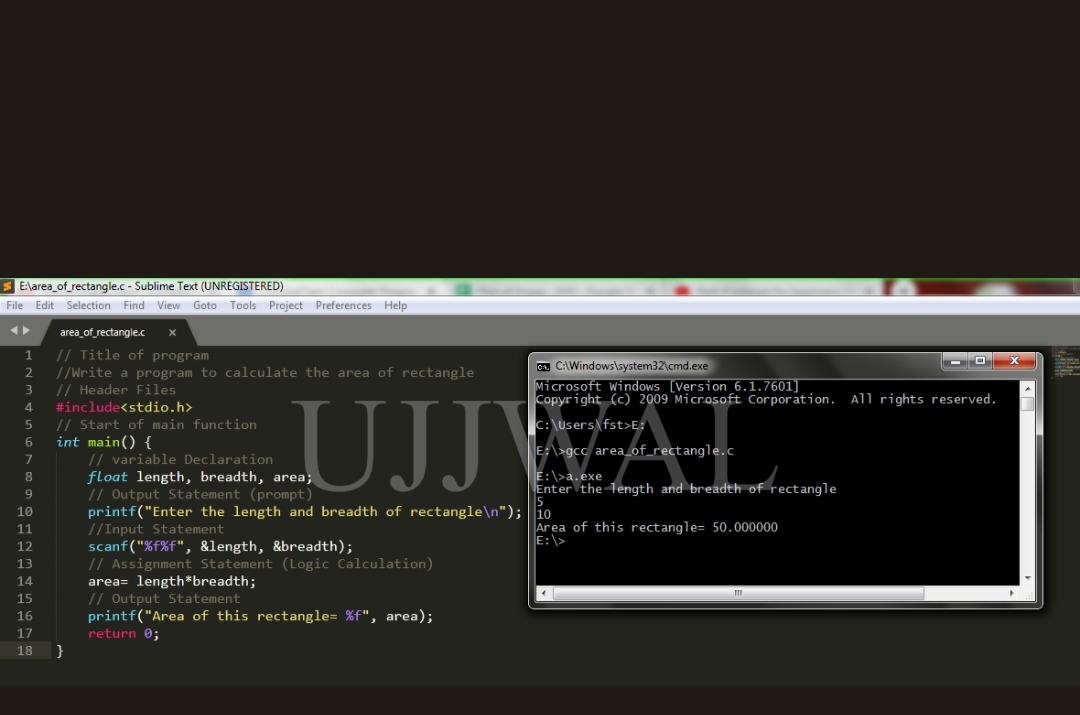 E:\area_of_rectangle.c - Sublime Text (UNREGISTERED)
File Edit Selection Find View Goto Tools Project Preferences Help
area_of_rectangle.c
1 // Title of program
2 //Write a program to calculate the area of rectangle
3 // Header Files
4 #include<stdio.h>
5 // Start of main function
6 int main() {
7 // variable Declaration
8 float length, breadth, area;
9 // Output Statement (prompt)
10 printf("Enter the length and breadth of rectangle\n");
11 //Input Statement
12 scanf("%f%f", &length, &breadth);
13 // Assignment Statement (Logic Calculation)
14 area= length*breadth;
15 // Output Statement
16 printf("Area of this rectangle= %f", area);
17 return 0;
18 }
C:\Windows\system32\cmd.exe
Microsoft Windows [Version 6.1.7601]
Copyright (c) 2009 Microsoft Corporation. All rights reserved.
C:\Users\fst>E:
E:\>gcc area_of_rectangle.c
E:\>a.exe
Enter the length and breadth of rectangle
5
10
Area of this rectangle= 50.000000
E:\>
UJJWAL